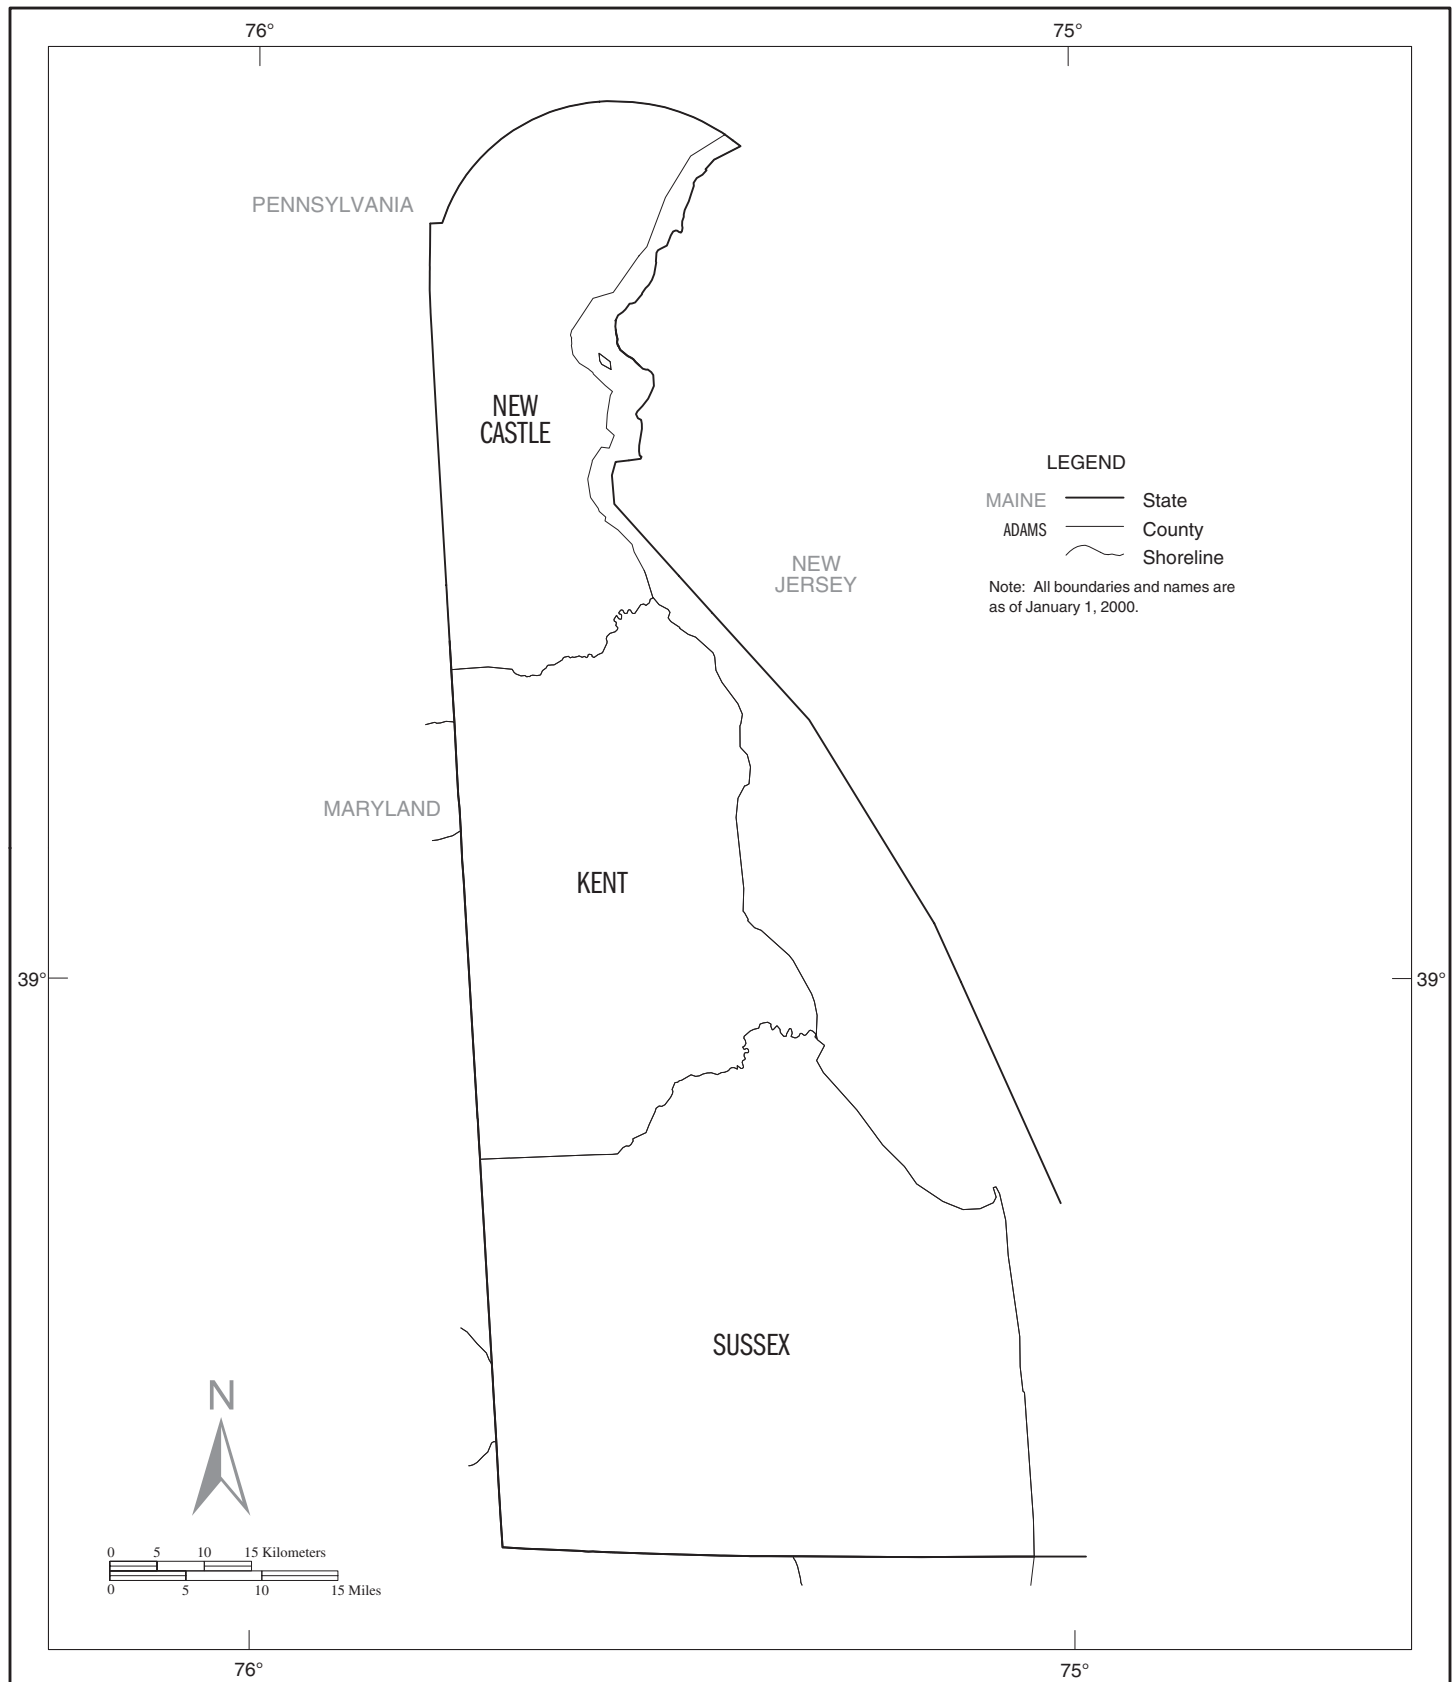 76°
75°
PENNSYLVANIA
NEW
CASTLE
LEGEND
MAINE State
ADAMS County
Shoreline
Note: All boundaries and names are
as of January 1, 2000.
NEW
JERSEY
MARYLAND
KENT
39°
39°
SUSSEX
N
0 5 10 15 Kilometers
0 5 10 15 Miles
76°
75°